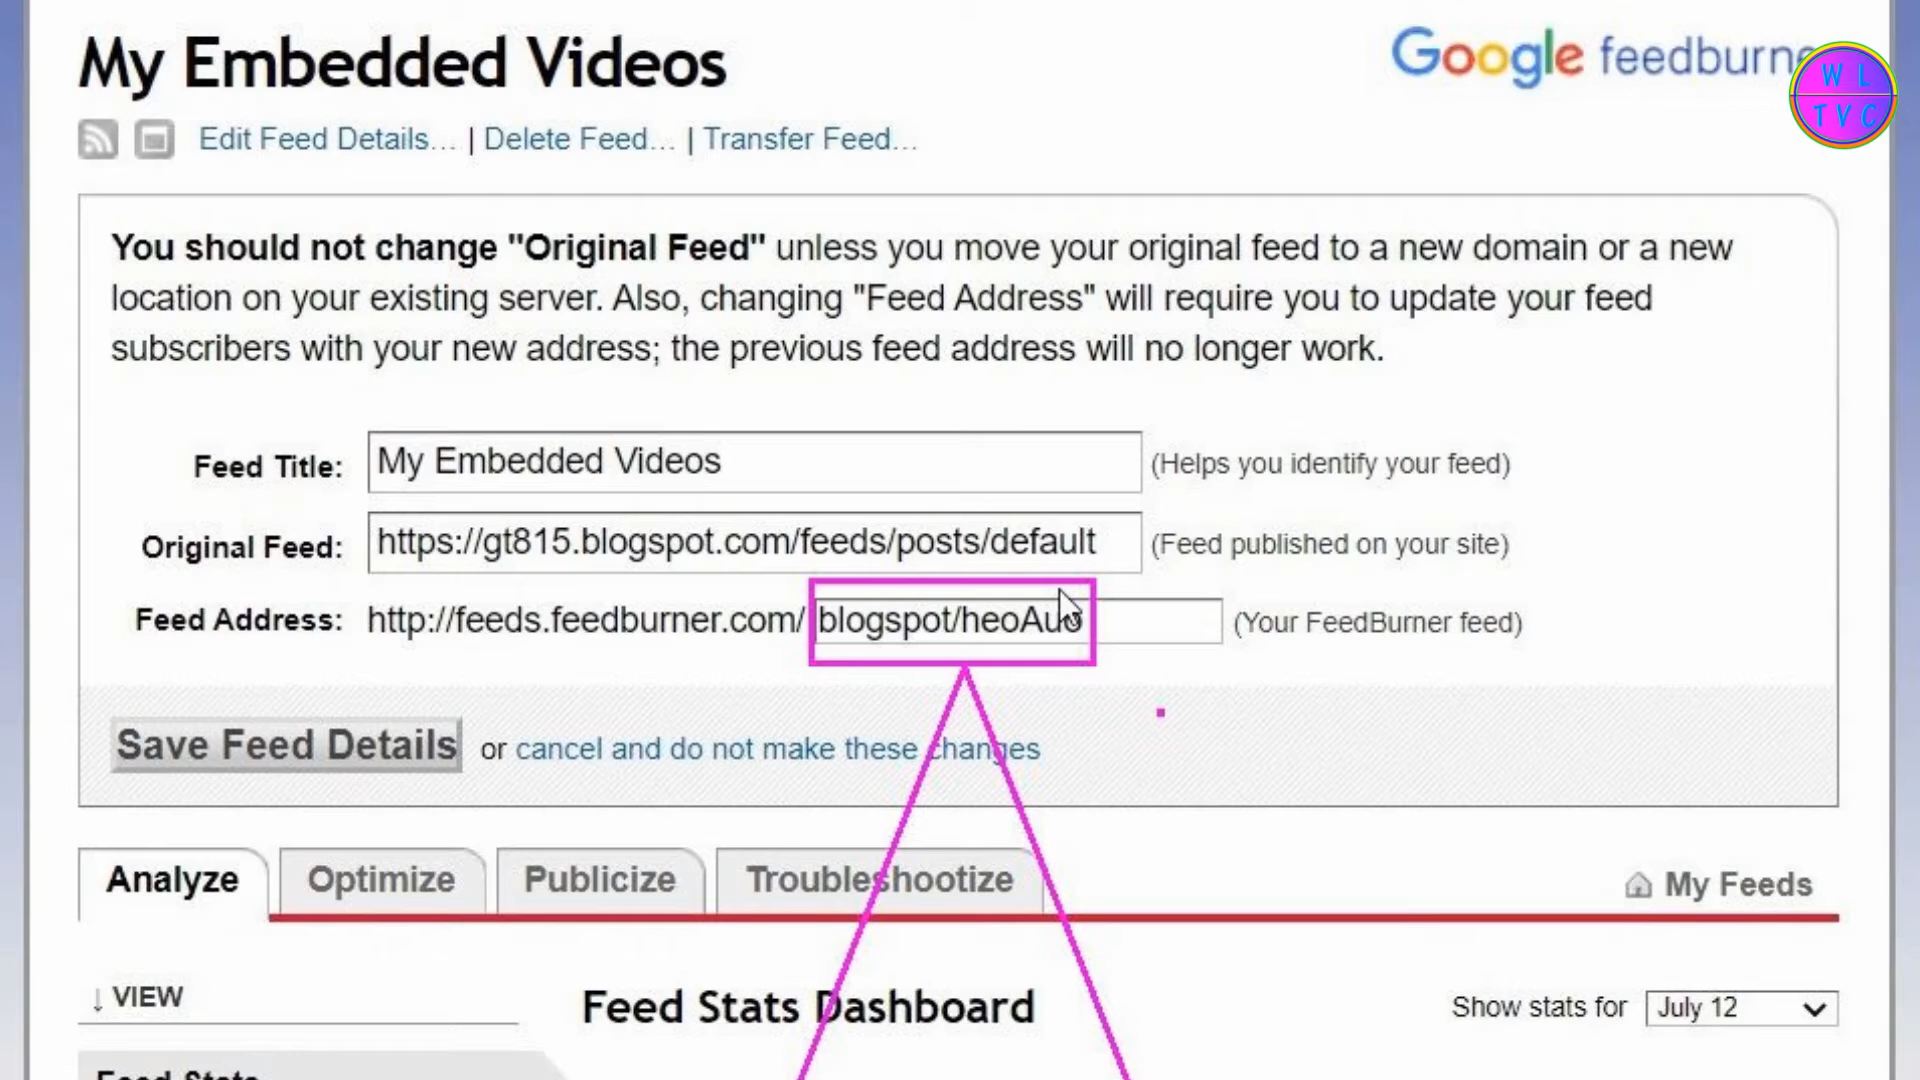 My Embedded Videos
Google feedburne
W L
T V C
Edit Feed Details... | Delete Feed... | Transfer Feed...
You should not change "Original Feed" unless you move your original feed to a new domain or a new
location on your existing server. Also, changing "Feed Address" will require you to update your feed
subscribers with your new address; the previous feed address will no longer work.
Feed Title: My Embedded Videos (Helps you identify your feed)
Original Feed: https://gt815.blogspot.com/feeds/posts/default (Feed published on your site)
Feed Address: http://feeds.feedburner.com/ (Your FeedBurner feed)
Save Feed Details or cancel and do not make these changes
Analyze Optimize Publicize Troubleshootize My Feeds
↓ VIEW
Feed Stats Dashboard
Show stats for July 12
Feed Stats